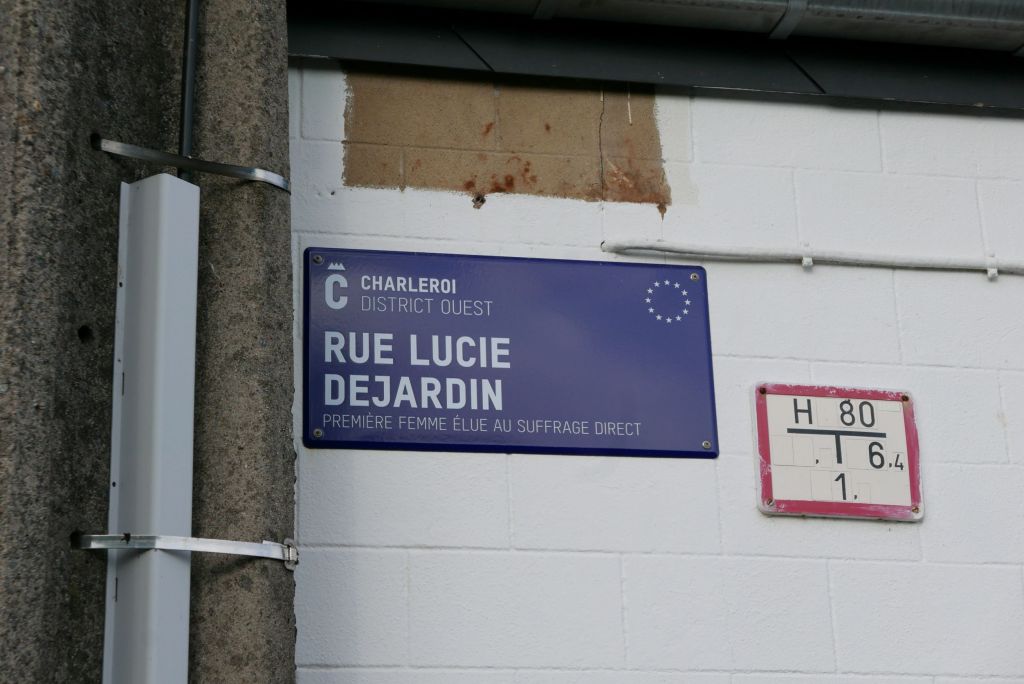 Ĉ CHARLEROI
DISTRICT OUEST
RUE LUCIE
DEJARDIN
PREMIÈRE FEMME ÉLUE AU SUFFRAGE DIRECT
H 80
, 6,4
1,